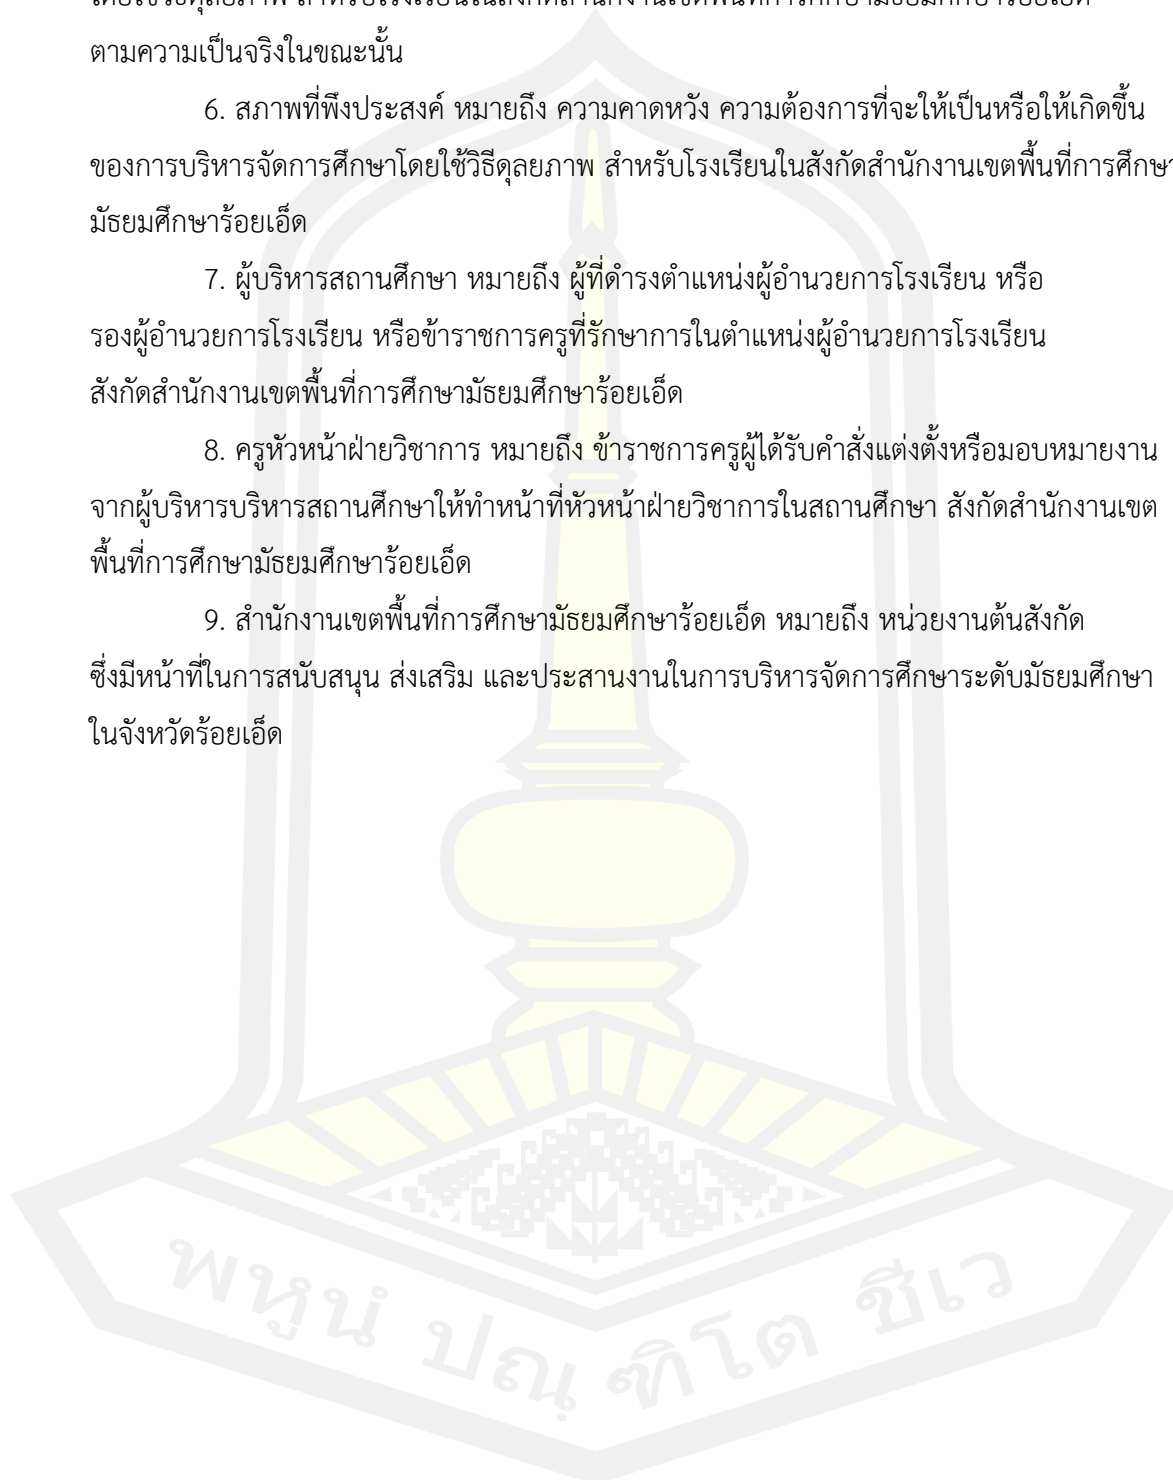 ตามความเป็นจริงในขณะนั้น
6. สภาพที่พึงประสงค์ หมายถึง ความคาดหวัง ความต้องการที่จะให้เป็นหรือให้เกิดขึ้น
ของการบริหารจัดการศึกษาโดยใช้วิธีดุลยภาพ สำหรับโรงเรียนในสังกัดสำนักงานเขตพื้นที่การศึกษา
มัธยมศึกษาร้อยเอ็ด
7. ผู้บริหารสถานศึกษา หมายถึง ผู้ที่ดำรงตำแหน่งผู้อำนวยการโรงเรียน หรือ
รองผู้อำนวยการโรงเรียน หรือข้าราชการครูที่รักษาการในตำแหน่งผู้อำนวยการโรงเรียน
สังกัดสำนักงานเขตพื้นที่การศึกษามัธยมศึกษาร้อยเอ็ด
8. ครูหัวหน้าฝ่ายวิชาการ หมายถึง ข้าราชการครูผู้ได้รับคำสั่งแต่งตั้งหรือมอบหมายงาน
จากผู้บริหารบริหารสถานศึกษาให้ทำหน้าที่หัวหน้าฝ่ายวิชาการในสถานศึกษา สังกัดสำนักงานเขต
พื้นที่การศึกษามัธยมศึกษาร้อยเอ็ด
9. สำนักงานเขตพื้นที่การศึกษามัธยมศึกษาร้อยเอ็ด หมายถึง หน่วยงานต้นสังกัด
ซึ่งมีหน้าที่ในการสนับสนุน ส่งเสริม และประสานงานในการบริหารจัดการศึกษาระดับมัธยมศึกษา
ในจังหวัดร้อยเอ็ด
พหูนํ ปณฺฑิโต ชีเว